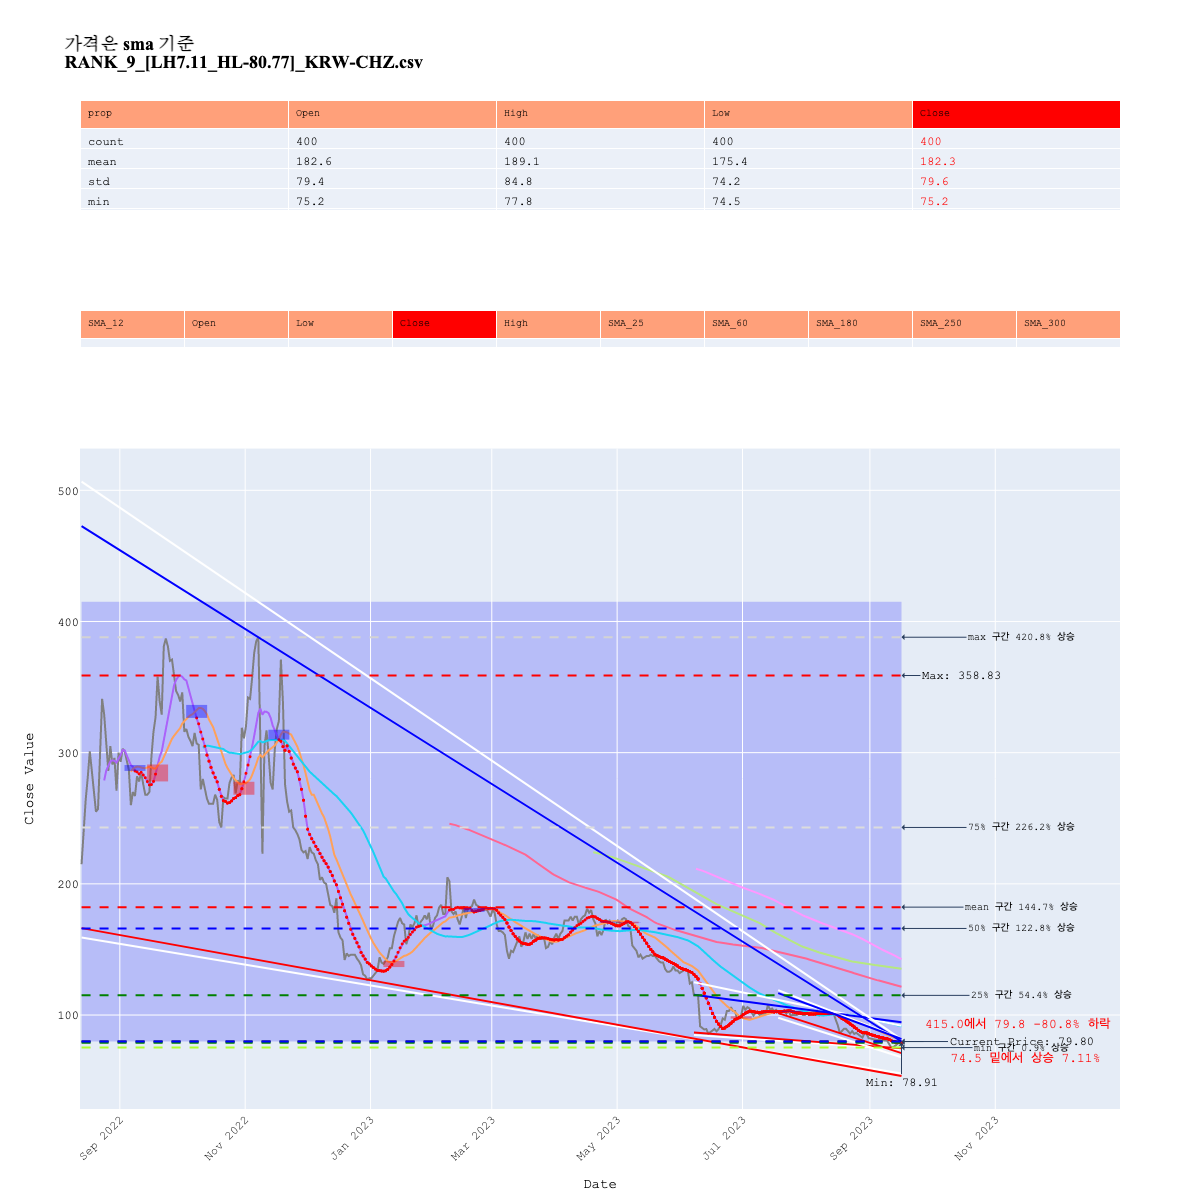 가격은 sma 기준
RANK_9_[LH7.11_HL-80.77]_KRW-CHZ.csv
prop Open High Low Close
count 400 400 400 400
mean 182.6 189.1 175.4 182.3
std 79.4 84.8 74.2 79.6
min 75.2 77.8 74.5 75.2
SMA_12 Open Low Close High SMA_25 SMA_60 SMA_180 SMA_250 SMA_300
500
400
max 구간 420.8% 상승
Max: 358.83
300
Close Value
75% 구간 226.2% 상승
200
mean 구간 144.7% 상승
50% 구간 122.8% 상승
25% 구간 54.4% 상승
100
415.0에서 79.8 -80.8% 하락
Current Price: 79.80
min 구간 0.9% 상승
74.5 밑에서 상승 7.11%
Min: 78.91
Sep 2022
Nov 2022
Jan 2023
Mar 2023
May 2023
Jul 2023
Sep 2023
Nov 2023
Date